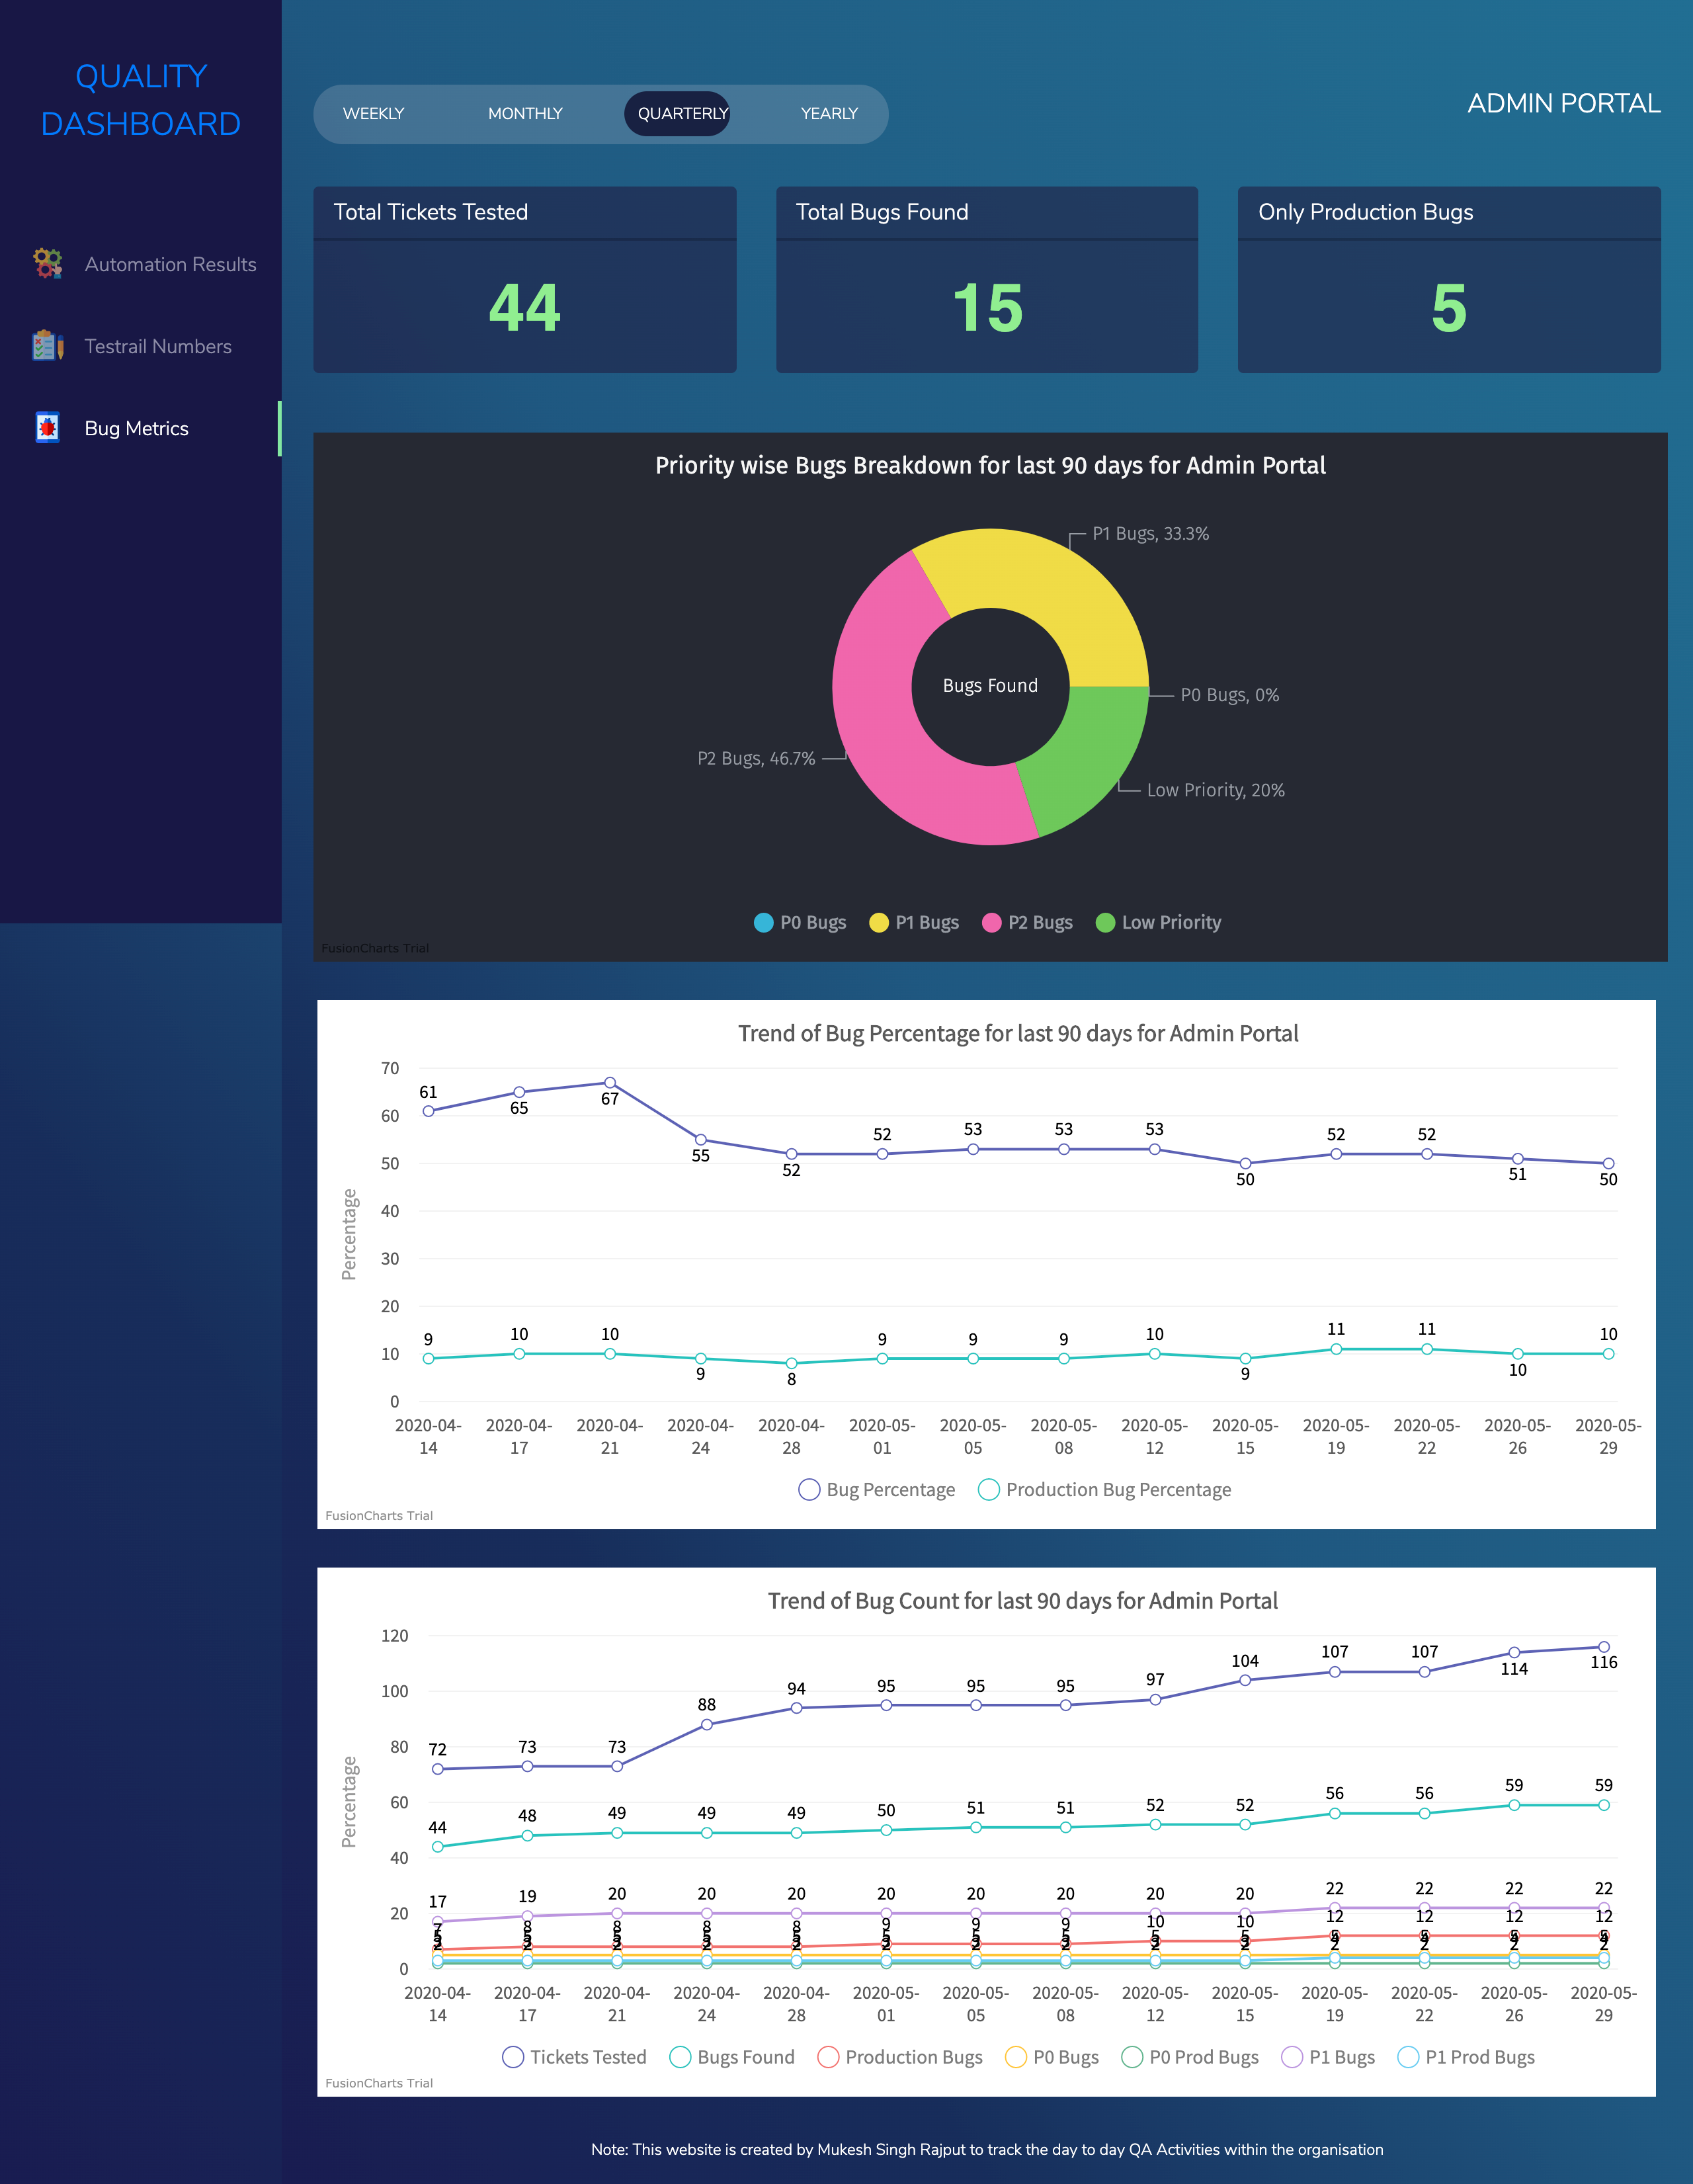 QUALITY
DASHBOARD
Automation Results
Testrail Numbers
Bug Metrics
WEEKLY MONTHLY QUARTERLY YEARLY
ADMIN PORTAL
Total Tickets Tested
44
Total Bugs Found
15
Only Production Bugs
5
Priority wise Bugs Breakdown for last 90 days for Admin Portal
P1 Bugs, 33.3%
Bugs Found
P0 Bugs, 0%
P2 Bugs, 46.7%
Low Priority, 20%
P0 Bugs P1 Bugs P2 Bugs Low Priority
FusionCharts Trial
Trend of Bug Percentage for last 90 days for Admin Portal
Percentage
70
60
50
40
30
20
10
0
61 65 67 55 52 52 53 53 53 50 52 52 51 50
9 10 10 9 8 9 9 9 10 9 11 11 10 10
2020-04-14 2020-04-17 2020-04-21 2020-04-24 2020-04-28 2020-05-01 2020-05-05 2020-05-08 2020-05-12 2020-05-15 2020-05-19 2020-05-22 2020-05-26 2020-05-29
Bug Percentage Production Bug Percentage
FusionCharts Trial
Trend of Bug Count for last 90 days for Admin Portal
Percentage
120
100
80
60
40
20
0
72 73 73 88 94 95 95 95 97 104 107 107 114 116
44 48 49 49 49 50 51 51 52 52 56 56 59 59
17 19 20 20 20 20 20 20 20 20 22 22 22 22
7 8 8 8 8 9 9 9 10 10 12 12 12 12
2020-04-14 2020-04-17 2020-04-21 2020-04-24 2020-04-28 2020-05-01 2020-05-05 2020-05-08 2020-05-12 2020-05-15 2020-05-19 2020-05-22 2020-05-26 2020-05-29
Tickets Tested Bugs Found Production Bugs P0 Bugs P0 Prod Bugs P1 Bugs P1 Prod Bugs
FusionCharts Trial
Note: This website is created by Mukesh Singh Rajput to track the day to day QA Activities within the organisation